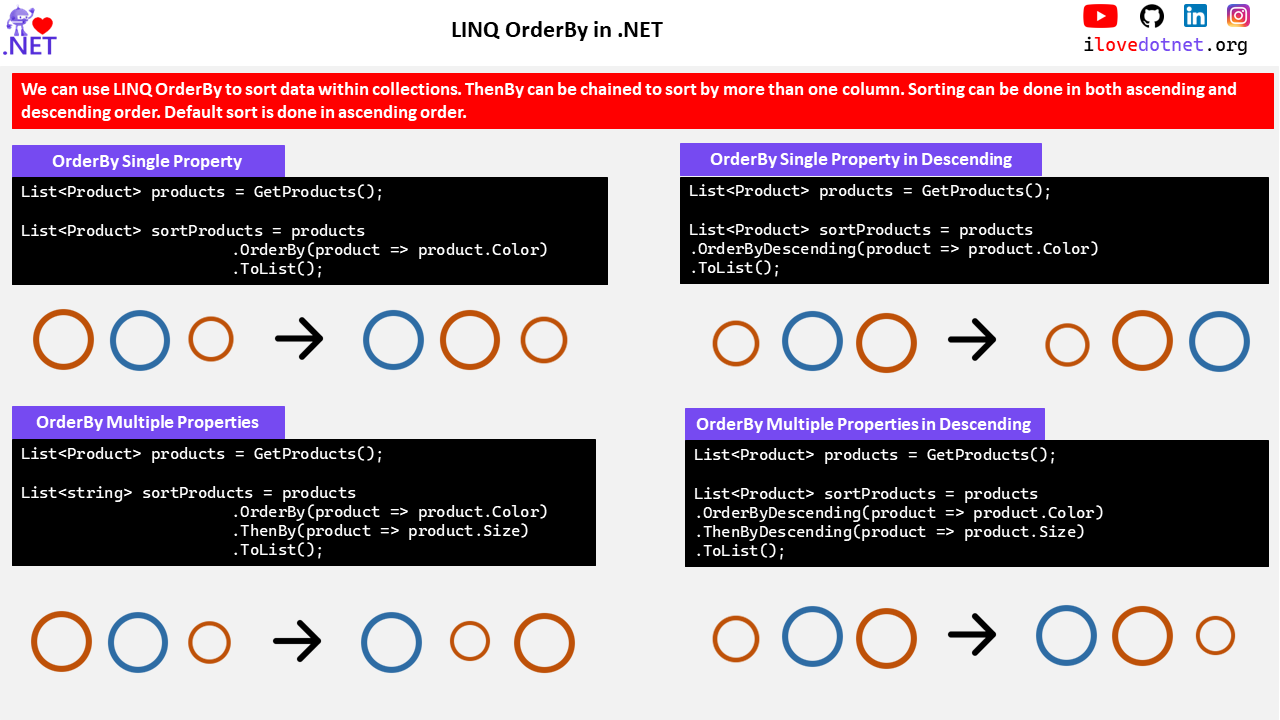 .NET
LINQ OrderBy in .NET
ilovedotnet.org
We can use LINQ OrderBy to sort data within collections. ThenBy can be chained to sort by more than one column. Sorting can be done in both ascending and
descending order. Default sort is done in ascending order.
OrderBy Single Property
List<Product> products = GetProducts();
List<Product> sortProducts = products
.OrderBy(product => product.Color)
.ToList();
OrderBy Single Property in Descending
List<Product> products = GetProducts();
List<Product> sortProducts = products
.OrderByDescending(product => product.Color)
.ToList();
OrderBy Multiple Properties
List<Product> products = GetProducts();
List<string> sortProducts = products
.OrderBy(product => product.Color)
.ThenBy(product => product.Size)
.ToList();
OrderBy Multiple Properties in Descending
List<Product> products = GetProducts();
List<Product> sortProducts = products
.OrderByDescending(product => product.Color)
.ThenByDescending(product => product.Size)
.ToList();